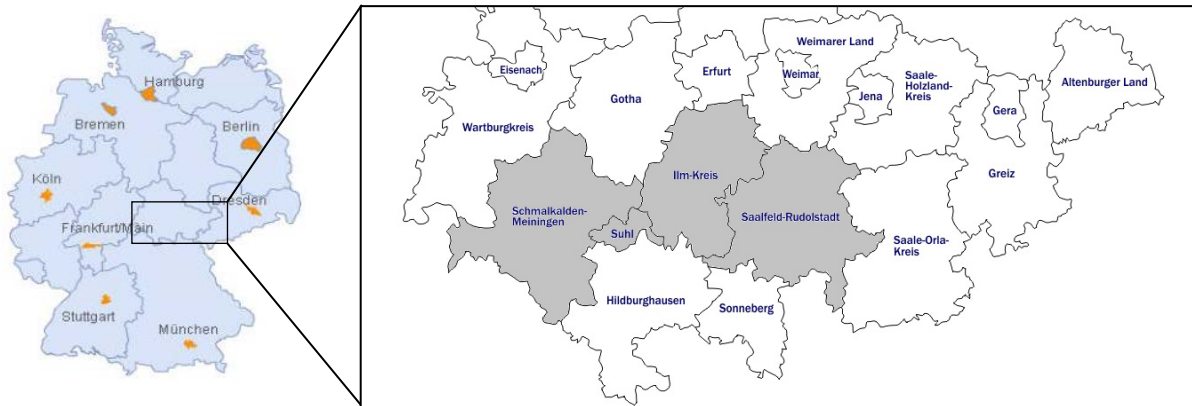 Hamburg
Bremen
Berlin
Köln
Dresden
Frankfurt/Main
Stuttgart
München
Weimarer Land
Eisenach
Erfurt
Weimar
Saale-
Holzland-
Kreis
Altenburger Land
Gotha
Jena
Gera
Wartburgkreis
Ilm-Kreis
Greiz
Schmalkalden-
Meiningen
Saalfeld-Rudolstadt
Suhl
Saale-Orla-
Kreis
Hildburghausen
Sonneberg